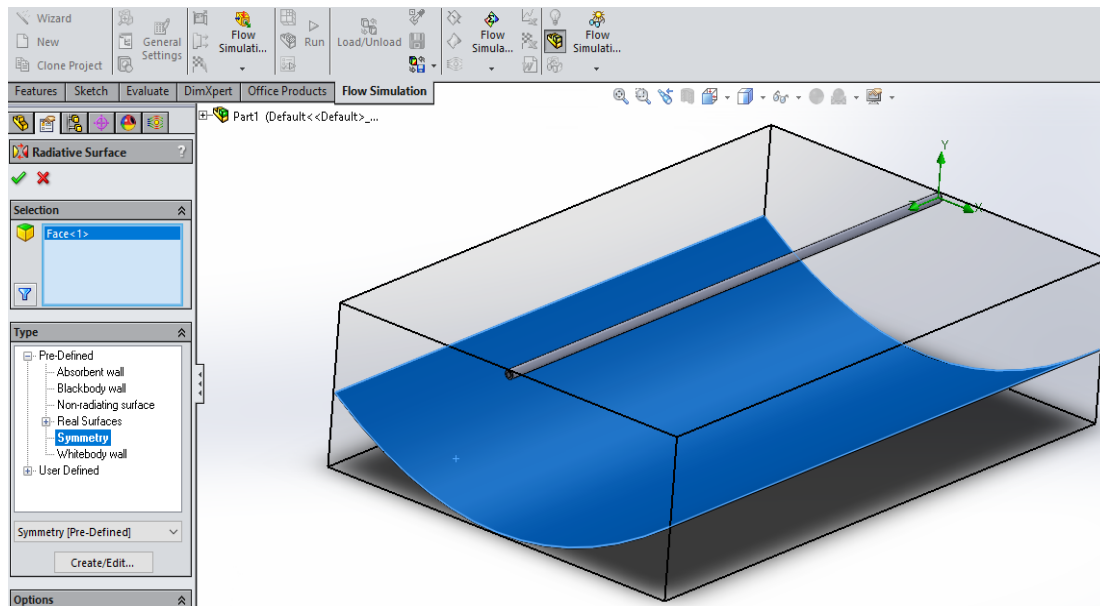 Wizard
New
Clone Project
General Settings
Flow Simulati...
Run
Load/Unload
Flow Simula...
Flow Simulati...
Features Sketch Evaluate DimXpert Office Products Flow Simulation
Part1 (Default<<Default>_...
Radiative Surface ?
Selection
Face<1>
Type
Pre-Defined
Absorbent wall
Blackbody wall
Non-radiating surface
Real Surfaces
Symmetry
Whitebody wall
User Defined
Symmetry [Pre-Defined]
Create/Edit...
Options
Y
Z
X